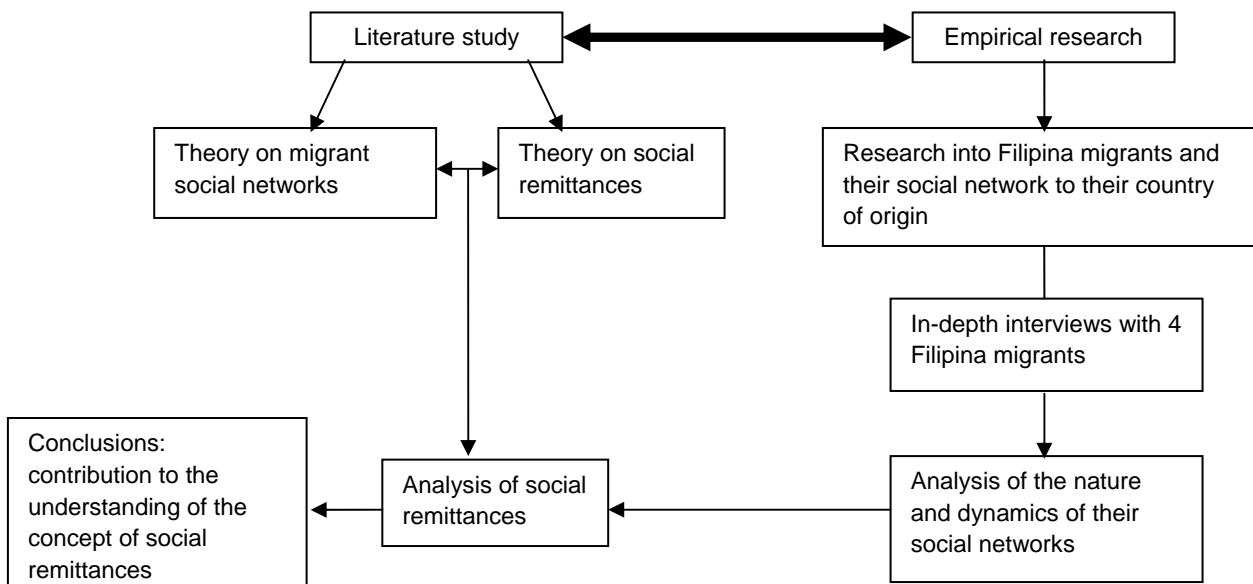 Literature study
Empirical research
Theory on migrant
social networks
Theory on social
remittances
Research into Filipina migrants and
their social network to their country
of origin
In-depth interviews with 4
Filipina migrants
Conclusions:
contribution to the
understanding of the
concept of social
remittances
Analysis of social
remittances
Analysis of the nature
and dynamics of their
social networks